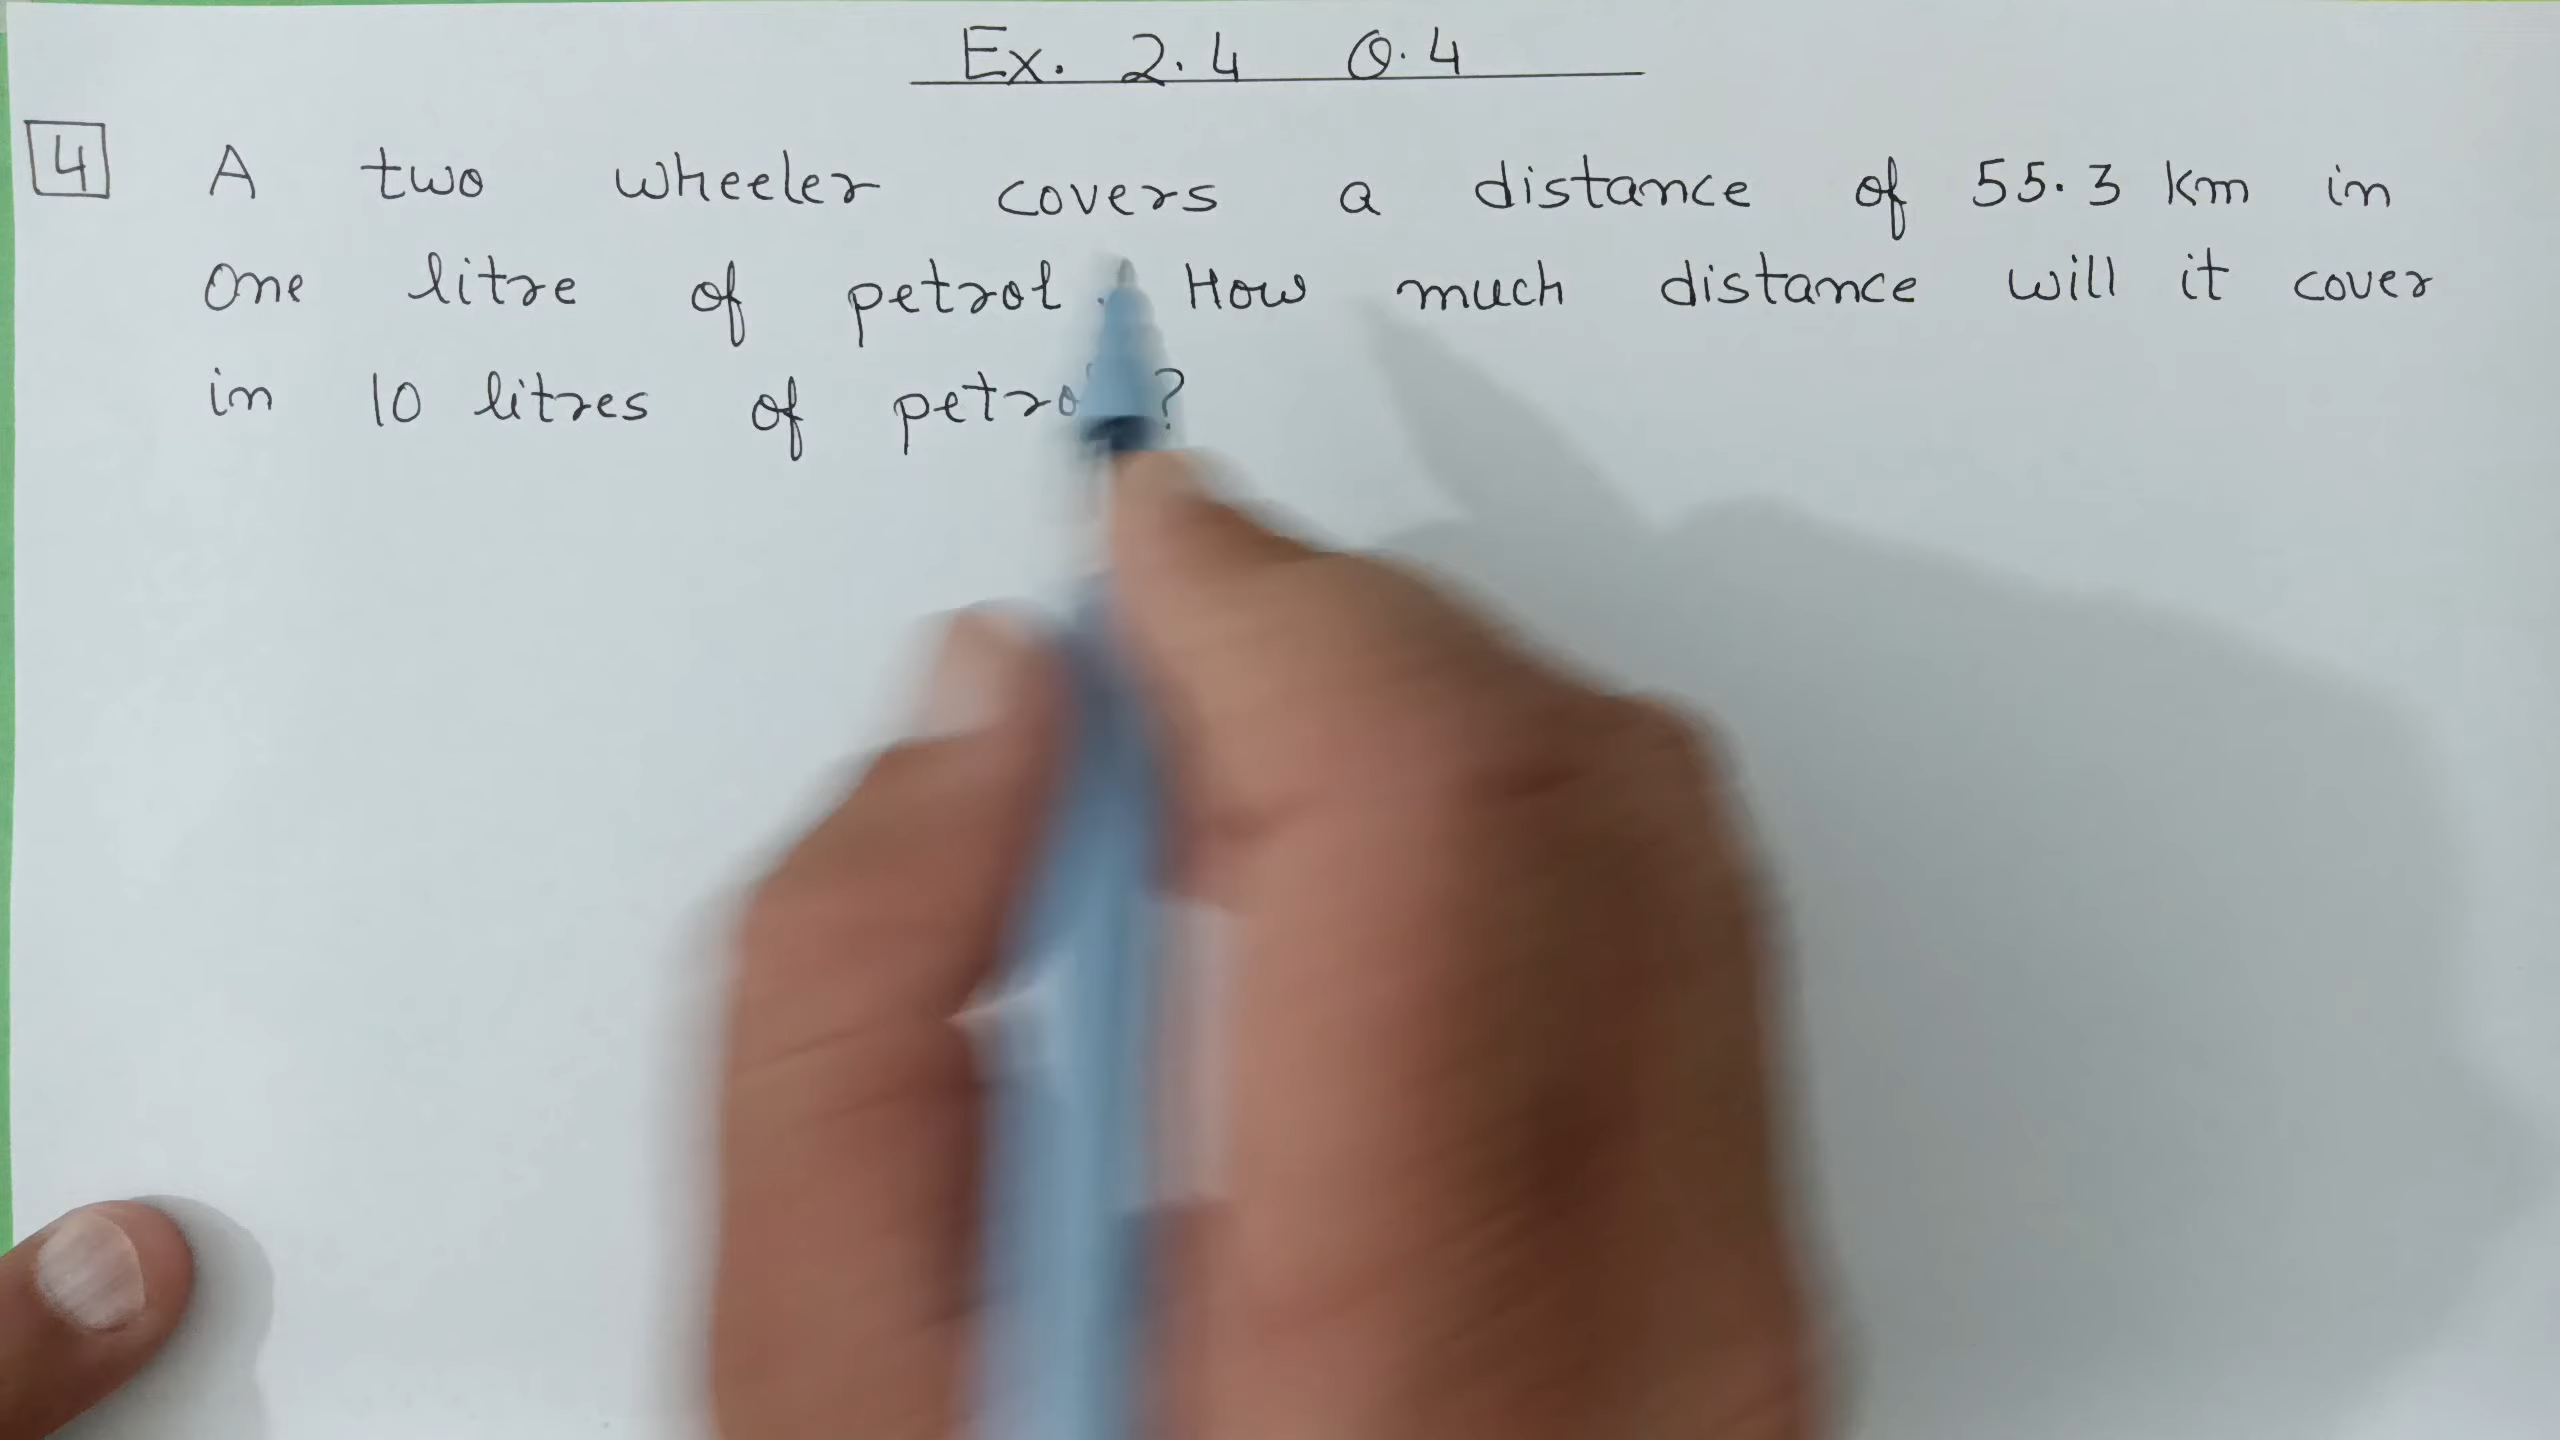 Ex. 2.4 Q.4
4 A two wheeler covers a distance of 55.3 km in
one litre of petrol. How much distance will it cover
in 10 litres of petrol?